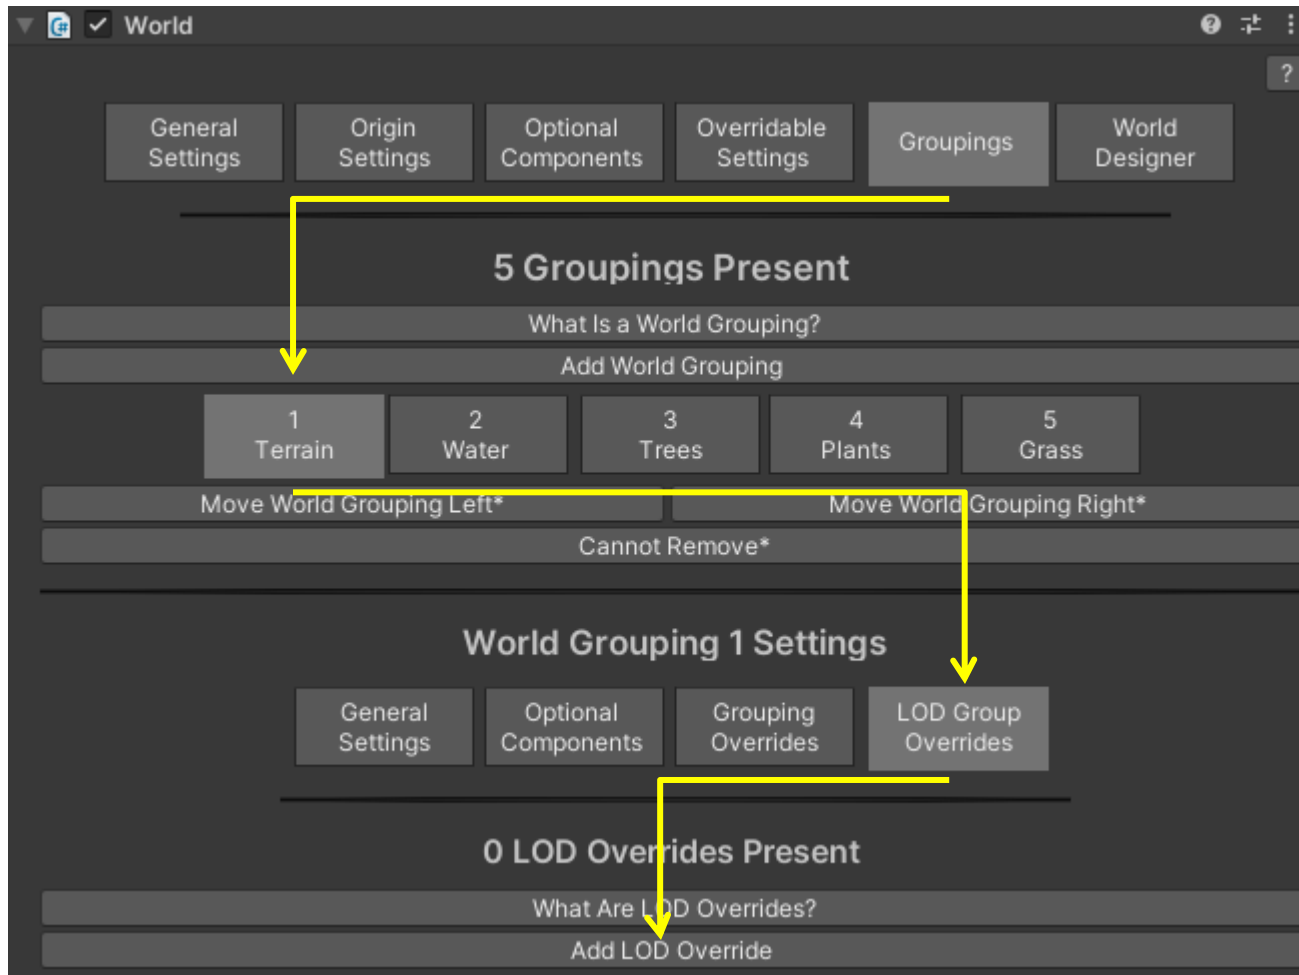 World
?
General Settings
Origin Settings
Optional Components
Overridable Settings
Groupings
World Designer
5 Groupings Present
What Is a World Grouping?
Add World Grouping
1 Terrain
2 Water
3 Trees
4 Plants
5 Grass
Move World Grouping Left*
Move World Grouping Right*
Cannot Remove*
World Grouping 1 Settings
General Settings
Optional Components
Grouping Overrides
LOD Group Overrides
0 LOD Overrides Present
What Are LOD Overrides?
Add LOD Override